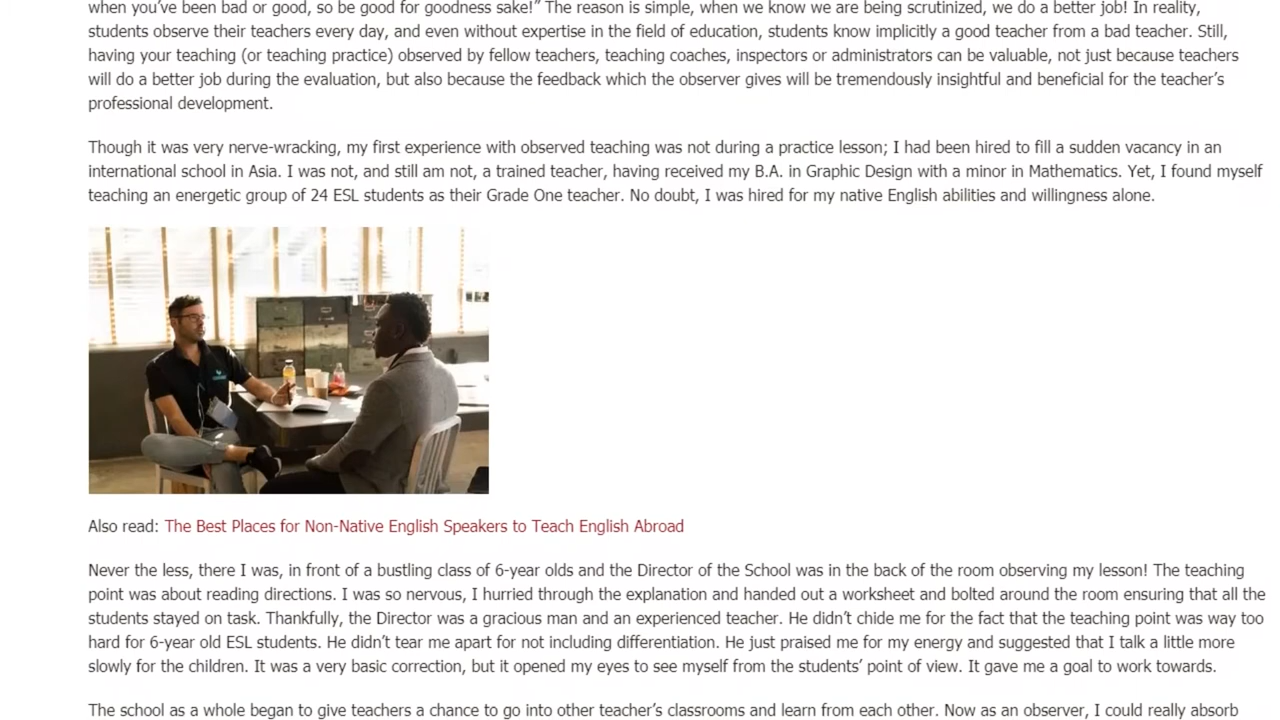 when you’ve been bad or good, so be good for goodness sake!” The reason is simple, when we know we are being scrutinized, we do a better job! In reality,
students observe their teachers every day, and even without expertise in the field of education, students know implicitly a good teacher from a bad teacher. Still,
having your teaching (or teaching practice) observed by fellow teachers, teaching coaches, inspectors or administrators can be valuable, not just because teachers
will do a better job during the evaluation, but also because the feedback which the observer gives will be tremendously insightful and beneficial for the teacher’s
professional development.
Though it was very nerve-wracking, my first experience with observed teaching was not during a practice lesson; I had been hired to fill a sudden vacancy in an
international school in Asia. I was not, and still am not, a trained teacher, having received my B.A. in Graphic Design with a minor in Mathematics. Yet, I found myself
teaching an energetic group of 24 ESL students as their Grade One teacher. No doubt, I was hired for my native English abilities and willingness alone.
Also read: The Best Places for Non-Native English Speakers to Teach English Abroad
Never the less, there I was, in front of a bustling class of 6-year olds and the Director of the School was in the back of the room observing my lesson! The teaching
point was about reading directions. I was so nervous, I hurried through the explanation and handed out a worksheet and bolted around the room ensuring that all the
students stayed on task. Thankfully, the Director was a gracious man and an experienced teacher. He didn’t chide me for the fact that the teaching point was way too
hard for 6-year old ESL students. He didn’t tear me apart for not including differentiation. He just praised me for my energy and suggested that I talk a little more
slowly for the children. It was a very basic correction, but it opened my eyes to see myself from the students’ point of view. It gave me a goal to work towards.
The school as a whole began to give teachers a chance to go into other teacher’s classrooms and learn from each other. Now as an observer, I could really absorb